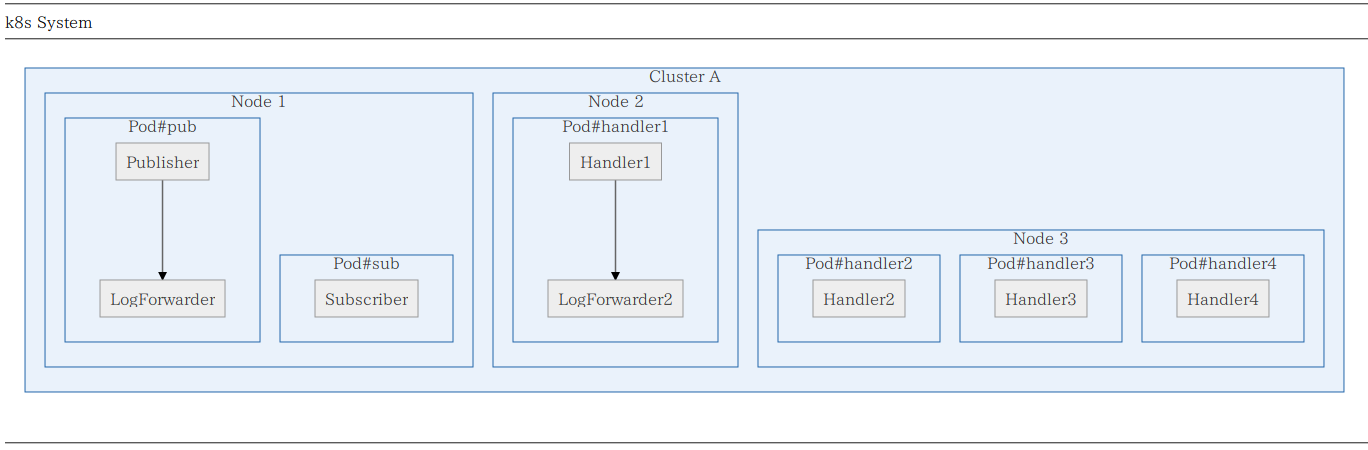 k8s System
Cluster A
Node 1
Pod#pub
Publisher
LogForwarder
Pod#sub
Subscriber
Node 2
Pod#handler1
Handler1
LogForwarder2
Node 3
Pod#handler2
Handler2
Pod#handler3
Handler3
Pod#handler4
Handler4